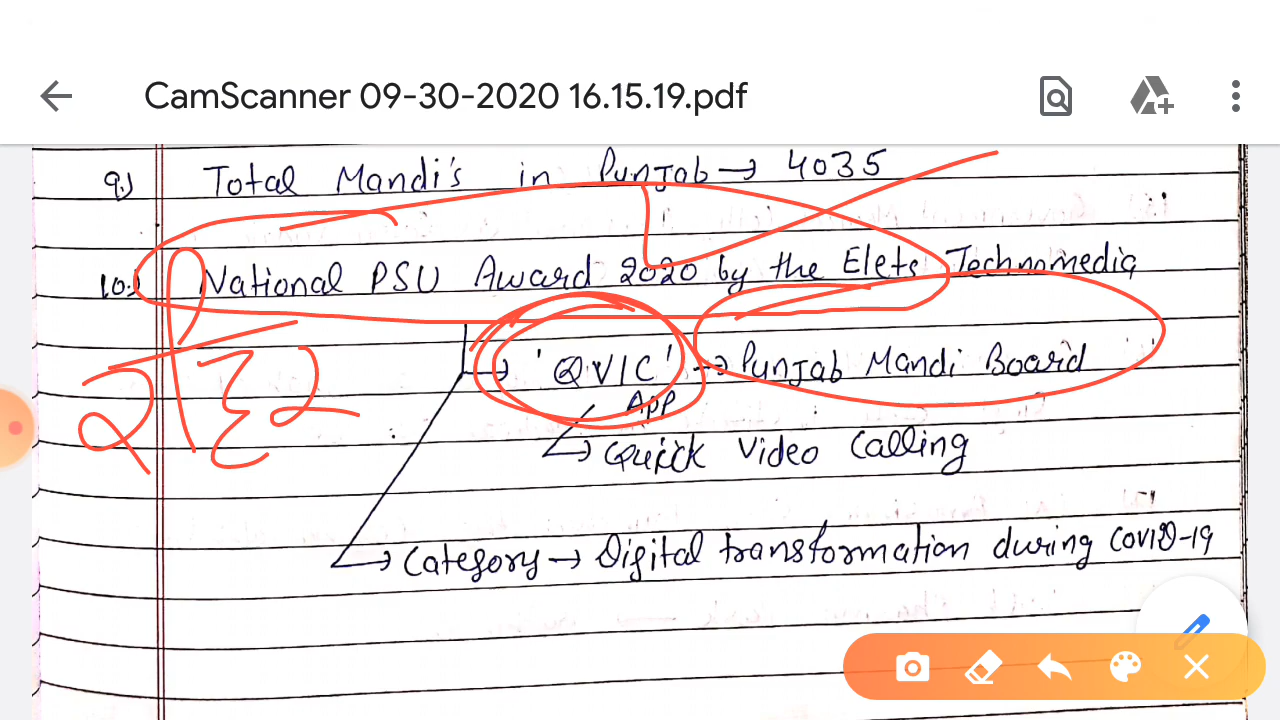 CamScanner 09-30-2020 16.15.19.pdf
9.) Total Mandi's in Punjab → 4035
10.) National PSU Award 2020 by the Elets Technomedia
→ 'QVIC' → Punjab Mandi Board
App
→ Quick Video Calling
→ Category → Digital transformation during Covid-19